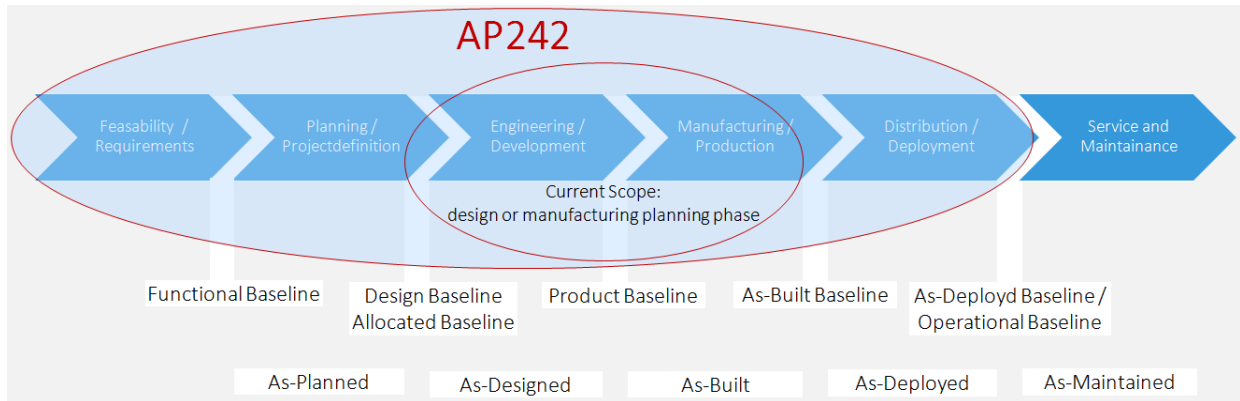 AP242
Feasability /
Requirements
Planning /
Projectdefinition
Engineering /
Development
Manufacturing /
Production
Distribution /
Deployment
Service and
Maintainance
Current Scope:
design or manufacturing planning phase
Functional Baseline
Design Baseline
Allocated Baseline
Product Baseline
As-Built Baseline
As-Deployd Baseline /
Operational Baseline
As-Planned
As-Designed
As-Built
As-Deployed
As-Maintained